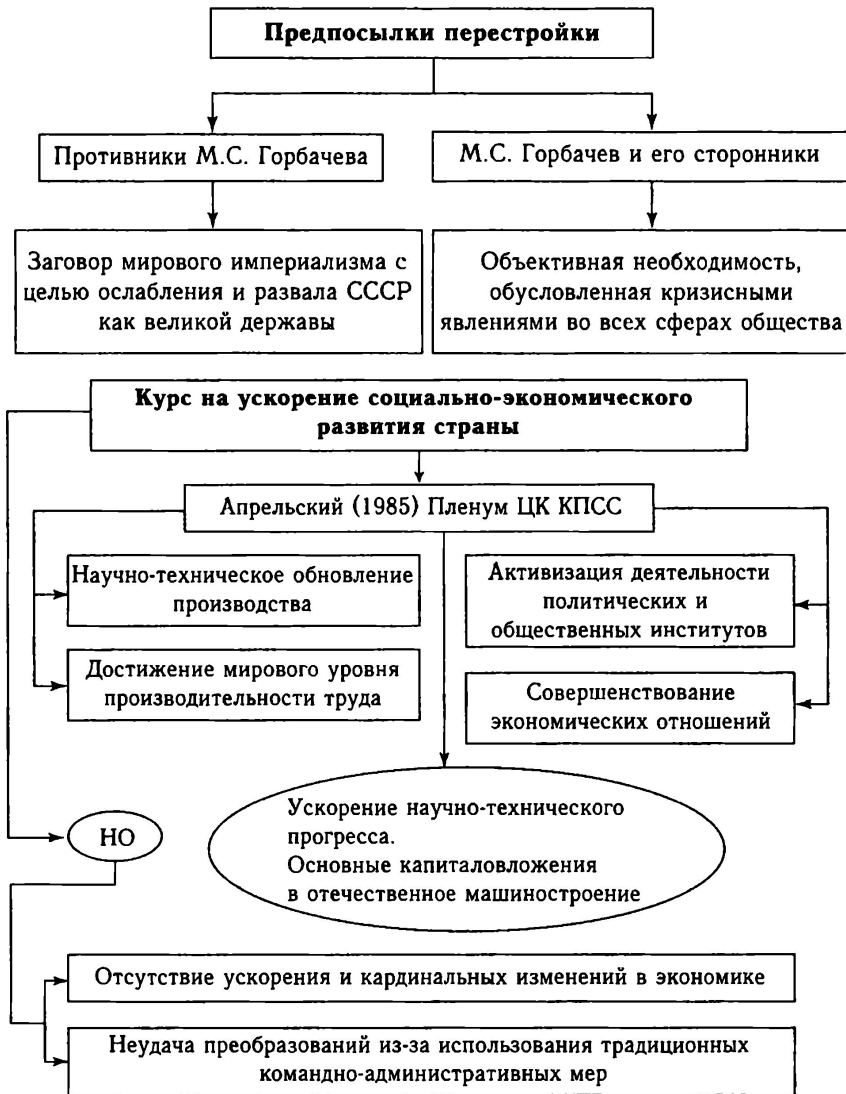 Предпосылки перестройки
Противники М.С. Горбачева
М.С. Горбачев и его сторонники
Заговор мирового империализма с
целью ослабления и развала СССР
как великой державы
Объективная необходимость,
обусловленная кризисными
явлениями во всех сферах общества
Курс на ускорение социально-экономического
развития страны
Апрельский (1985) Пленум ЦК КПСС
Научно-техническое обновление
производства
Достижение мирового уровня
производительности труда
Активизация деятельности
политических и
общественных институтов
Совершенствование
экономических отношений
Ускорение научно-технического
прогресса.
Основные капиталовложения
в отечественное машиностроение
НО
Отсутствие ускорения и кардинальных изменений в экономике
Неудача преобразований из-за использования традиционных
командно-административных мер